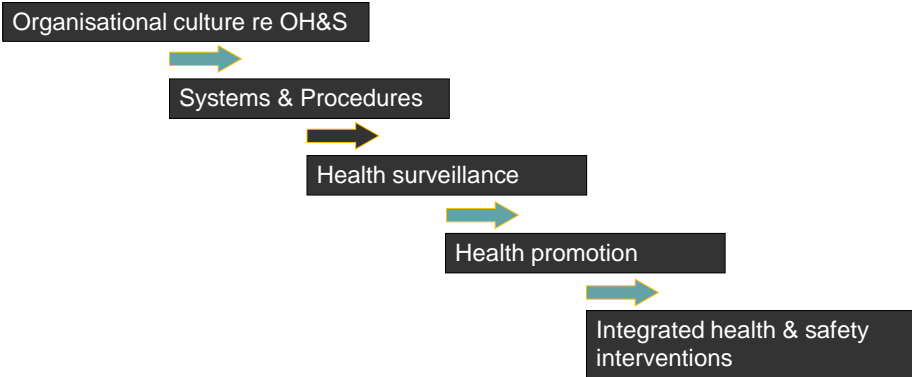 Organisational culture re OH&S
Systems & Procedures
Health surveillance
Health promotion
Integrated health & safety
interventions